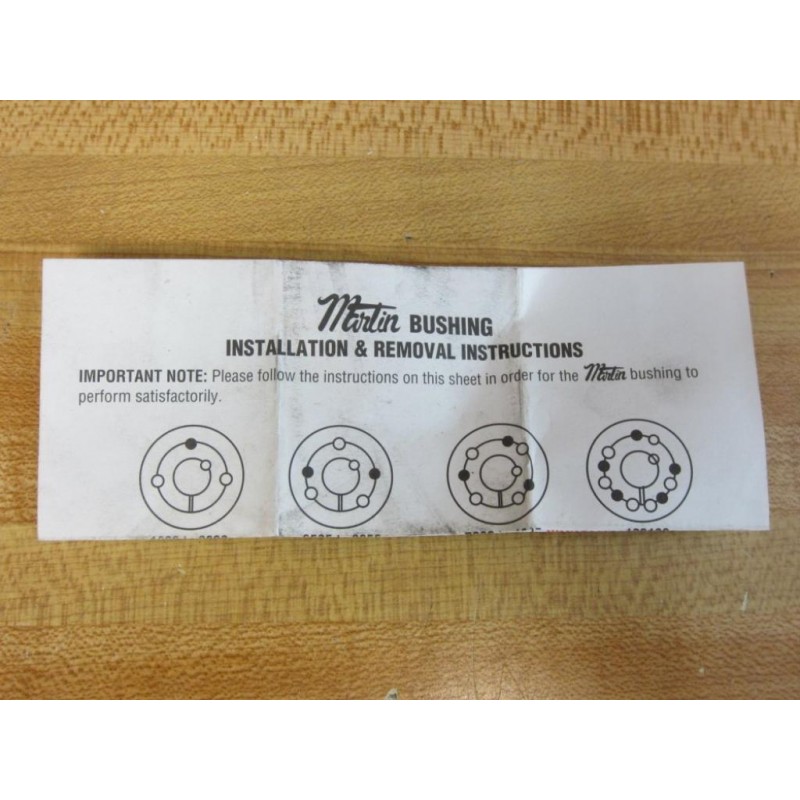 Martin BUSHING
INSTALLATION & REMOVAL INSTRUCTIONS
IMPORTANT NOTE: Please follow the instructions on this sheet in order for the Martin bushing to
perform satisfactorily.